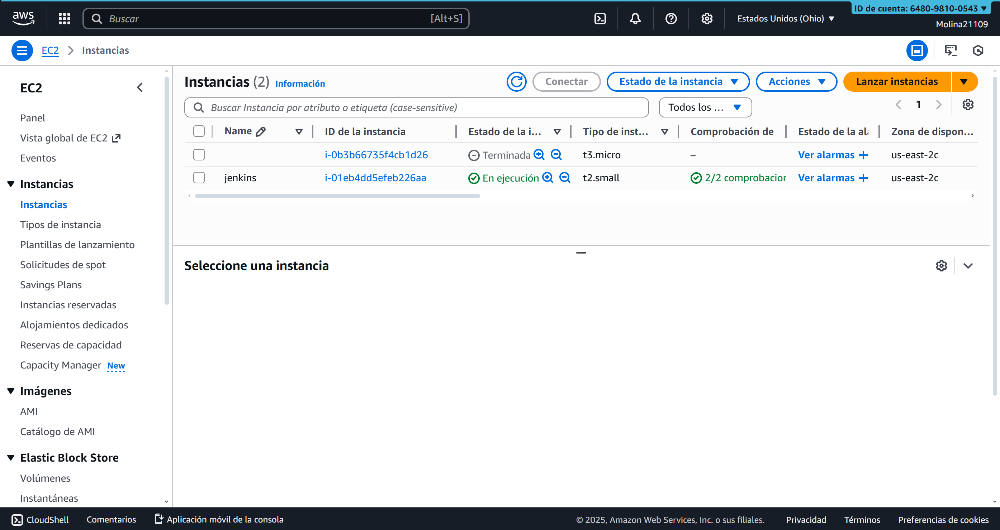 aws
Buscar [Alt+S]
Estados Unidos (Ohio)
ID de cuenta: 6480-9810-0543
Molina21109
EC2 Instancias
EC2
Panel
Vista global de EC2
Eventos
Instancias
Instancias
Tipos de instancia
Plantillas de lanzamiento
Solicitudes de spot
Savings Plans
Instancias reservadas
Alojamientos dedicados
Reservas de capacidad
Capacity Manager New
Imágenes
AMI
Catálogo de AMI
Elastic Block Store
Volúmenes
Instantáneas
Instancias (2) Información
Conectar Estado de la instancia Acciones Lanzar instancias
Buscar Instancia por atributo o etiqueta (case-sensitive) Todos los ... 1
Name ID de la instancia Estado de la i... Tipo de inst... Comprobación de Estado de la ala Zona de dispon...
i-0b3b66735f4cb1d26 Terminada t3.micro – Ver alarmas + us-east-2c
jenkins i-01eb4dd5efeb226aa En ejecución t2.small 2/2 comprobacion Ver alarmas + us-east-2c
Seleccione una instancia
CloudShell Comentarios Aplicación móvil de la consola © 2025, Amazon Web Services, Inc. o sus filiales. Privacidad Términos Preferencias de cookies